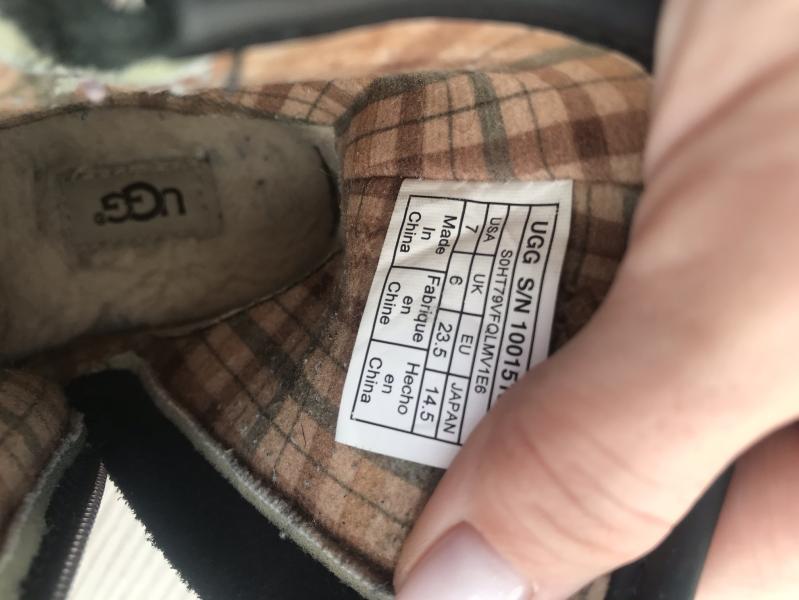 UGG
UGG S/N 10015
S0HT79VFQLMV1E6
USA UK EU JAPAN
7 6 23.5 14.5
Made
In
China
Fabrique
en
Chine
Hecho
en
China